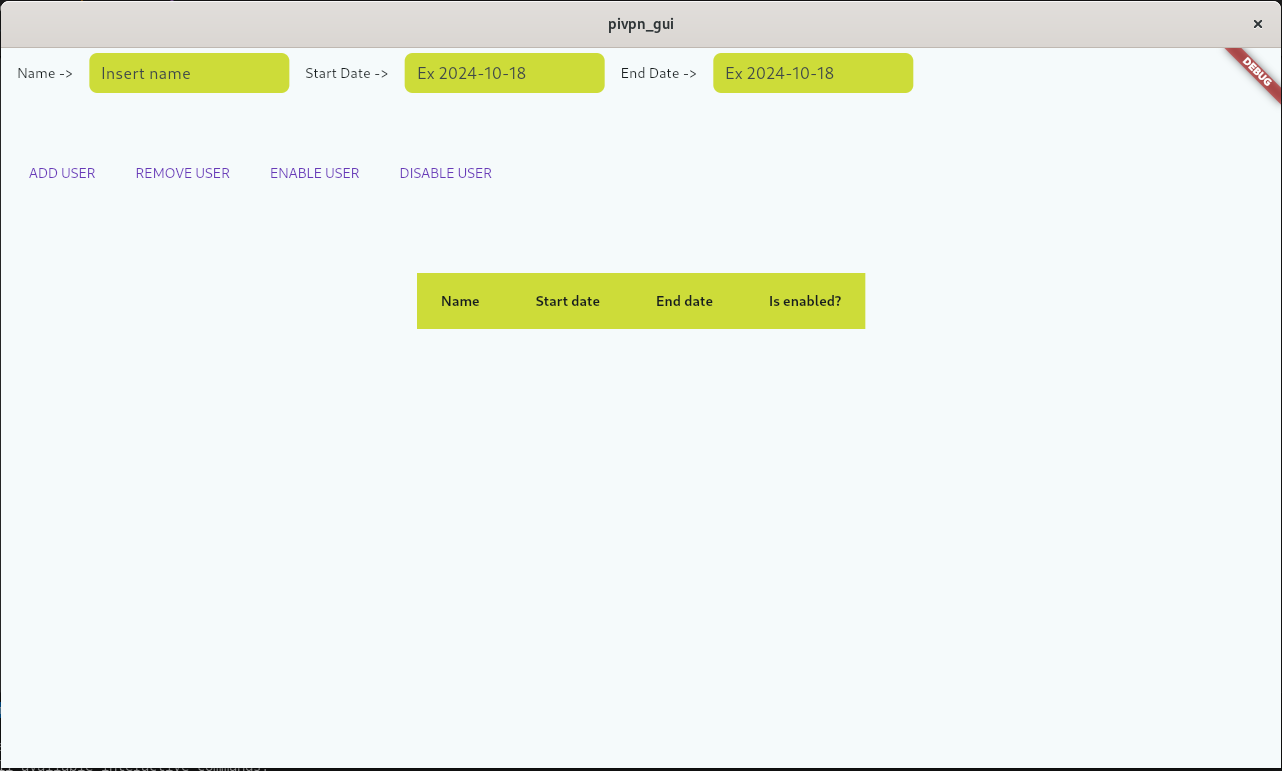 pivpn_gui
Name -> Insert name Start Date -> Ex 2024-10-18 End Date -> Ex 2024-10-18
DEBUG
ADD USER REMOVE USER ENABLE USER DISABLE USER
Name Start date End date Is enabled?